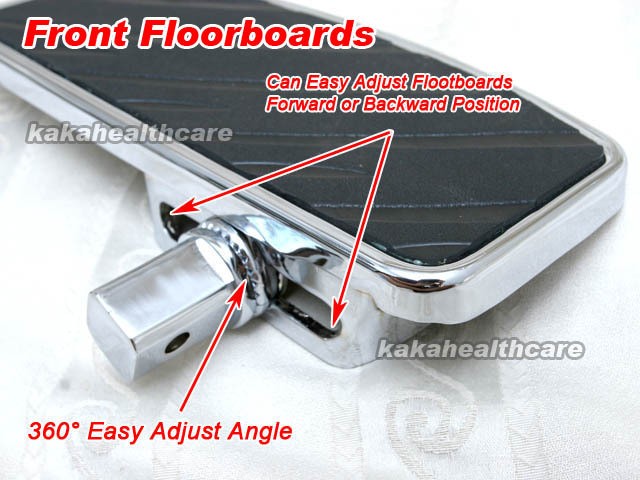 Front Floorboards
Can Easy Adjust Flootboards
Forward or Backward Position
kakahealthcare
kakahealthcare
360° Easy Adjust Angle